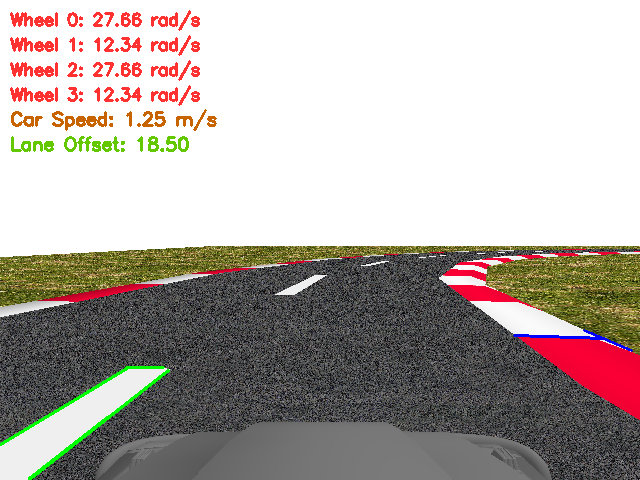 Wheel 0: 27.66 rad/s
Wheel 1: 12.34 rad/s
Wheel 2: 27.66 rad/s
Wheel 3: 12.34 rad/s
Car Speed: 1.25 m/s
Lane Offset: 18.50